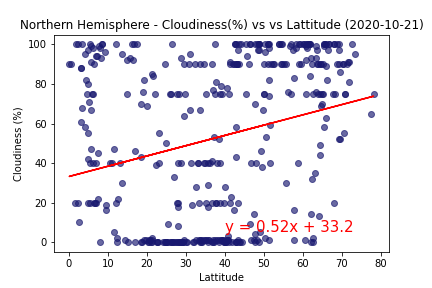 Northern Hemisphere - Cloudiness(%) vs vs Lattitude (2020-10-21)
100
80
60
40
20
0
Cloudiness (%)
y = 0.52x + 33.2
0 10 20 30 40 50 60 70 80
Lattitude